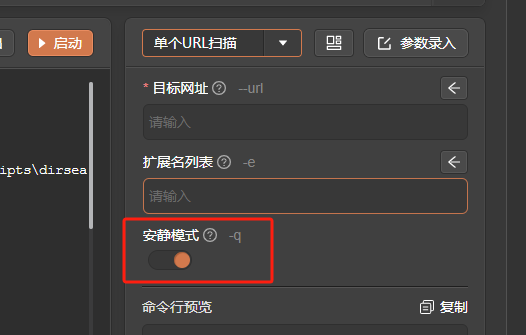 启动
单个URL扫描
参数录入
* 目标网址 --url
请输入
ipts\dirsea
扩展名列表 -e
请输入
安静模式 -q
命令行预览
复制